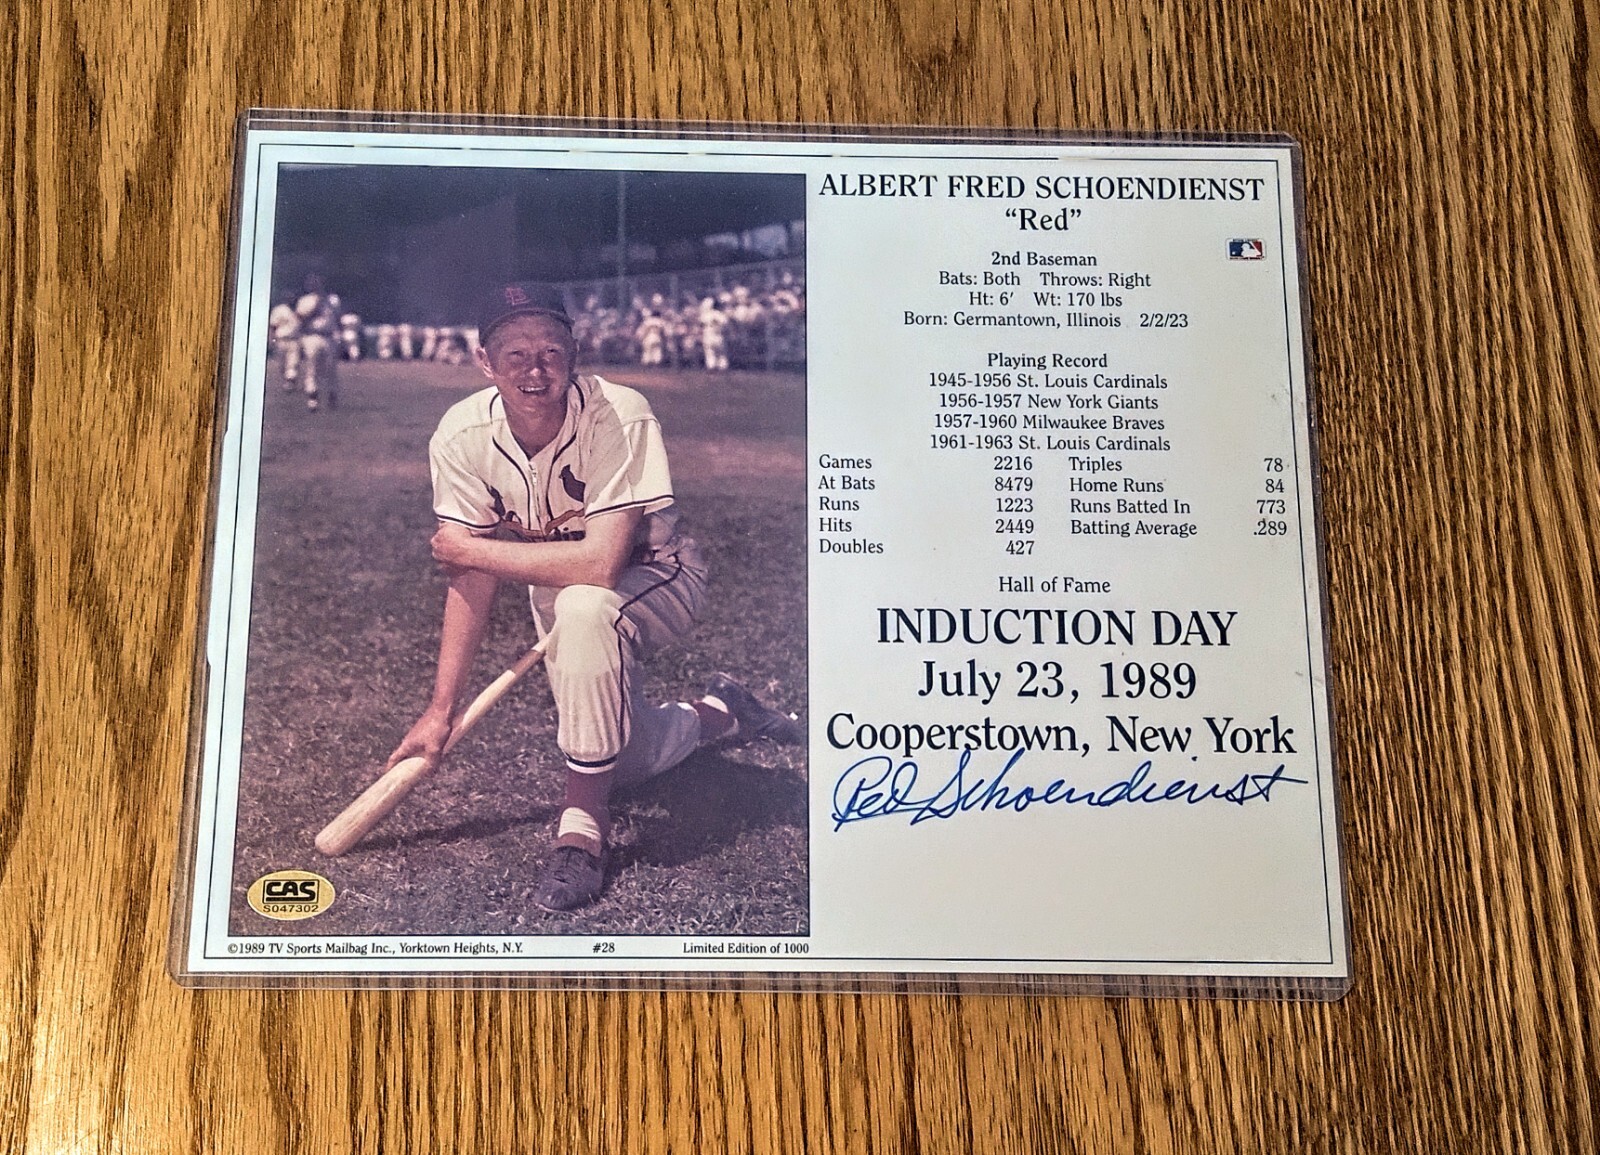 ALBERT FRED SCHOENDIENST
“Red”
2nd Baseman
Bats: Both Throws: Right
Ht: 6′ Wt: 170 lbs
Born: Germantown, Illinois 2/2/23
Playing Record
1945-1956 St. Louis Cardinals
1956-1957 New York Giants
1957-1960 Milwaukee Braves
1961-1963 St. Louis Cardinals
Games 2216 Triples 78
At Bats 8479 Home Runs 84
Runs 1223 Runs Batted In 773
Hits 2449 Batting Average .289
Doubles 427
Hall of Fame
INDUCTION DAY
July 23, 1989
Cooperstown, New York
Red Schoendienst
CAS
S047302
©1989 TV Sports Mailbag Inc., Yorktown Heights, N.Y. #28 Limited Edition of 1000